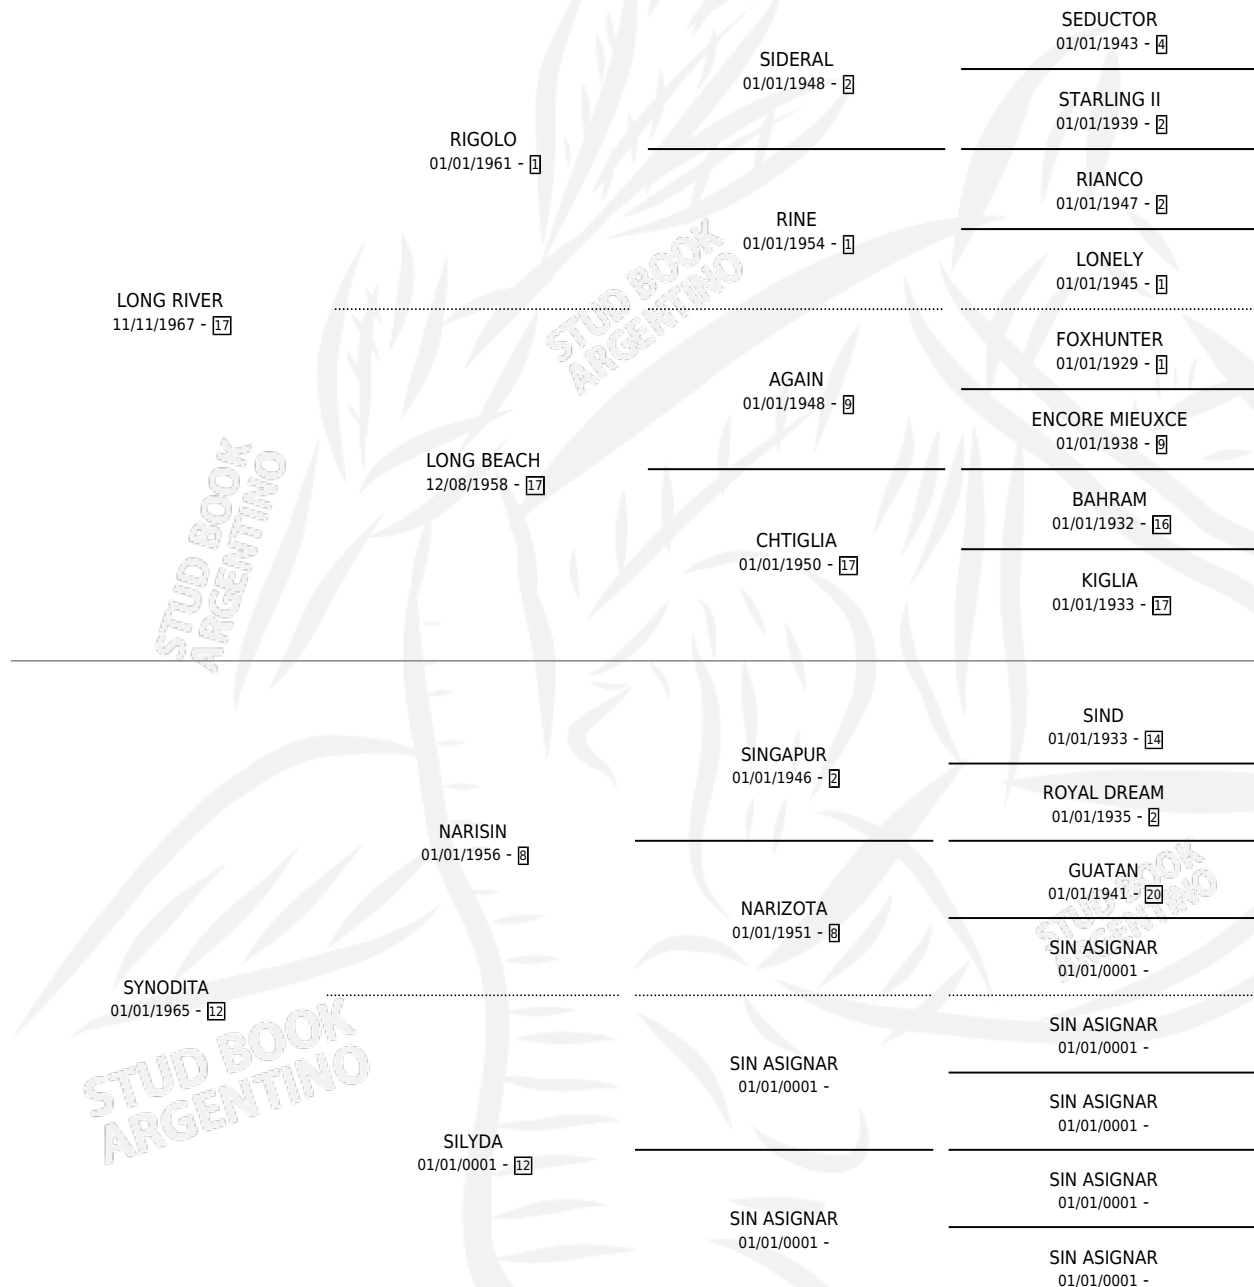 SEDUCTOR
01/01/1943 - 4
SIDERAL
01/01/1948 - 2
STARLING II
01/01/1939 - 2
RIGOLO
01/01/1961 - 1
RIANCO
01/01/1947 - 2
RINE
01/01/1954 - 1
LONELY
01/01/1945 - 1
LONG RIVER
11/11/1967 - 17
FOXHUNTER
01/01/1929 - 1
AGAIN
01/01/1948 - 9
ENCORE MIEUXCE
01/01/1938 - 9
LONG BEACH
12/08/1958 - 17
BAHRAM
01/01/1932 - 16
CHTIGLIA
01/01/1950 - 17
KIGLIA
01/01/1933 - 17
SIND
01/01/1933 - 14
SINGAPUR
01/01/1946 - 2
ROYAL DREAM
01/01/1935 - 2
NARISIN
01/01/1956 - 8
GUATAN
01/01/1941 - 20
NARIZOTA
01/01/1951 - 8
SIN ASIGNAR
01/01/0001 -
SYNODITA
01/01/1965 - 12
SIN ASIGNAR
01/01/0001 -
SIN ASIGNAR
01/01/0001 -
SIN ASIGNAR
01/01/0001 -
SILYDA
01/01/0001 - 12
SIN ASIGNAR
01/01/0001 -
SIN ASIGNAR
01/01/0001 -
SIN ASIGNAR
01/01/0001 -
STUD BOOK
ARGENTINO
STUD BOOK
ARGENTINO
STUD BOOK
ARGENTINO
STUD BOOK
ARGENTINO